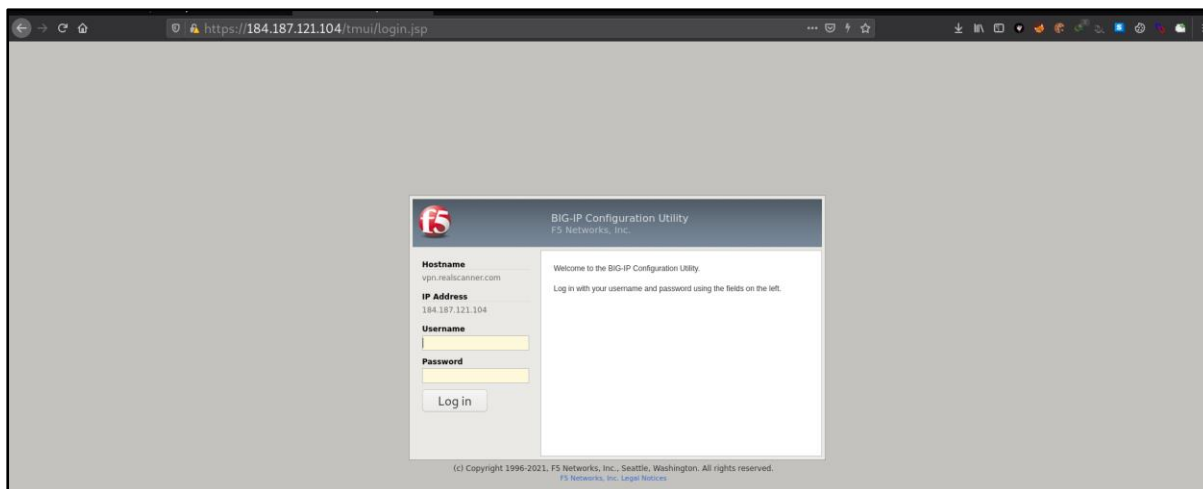 https://184.187.121.104/tmui/login.jsp
f5
BIG-IP Configuration Utility
F5 Networks, Inc.
Hostname
vpn.realscanner.com
IP Address
184.187.121.104
Username
Password
Log in
Welcome to the BIG-IP Configuration Utility.
Log in with your username and password using the fields on the left.
(c) Copyright 1996-2021, F5 Networks, Inc., Seattle, Washington. All rights reserved.
F5 Networks, Inc. Legal Notices